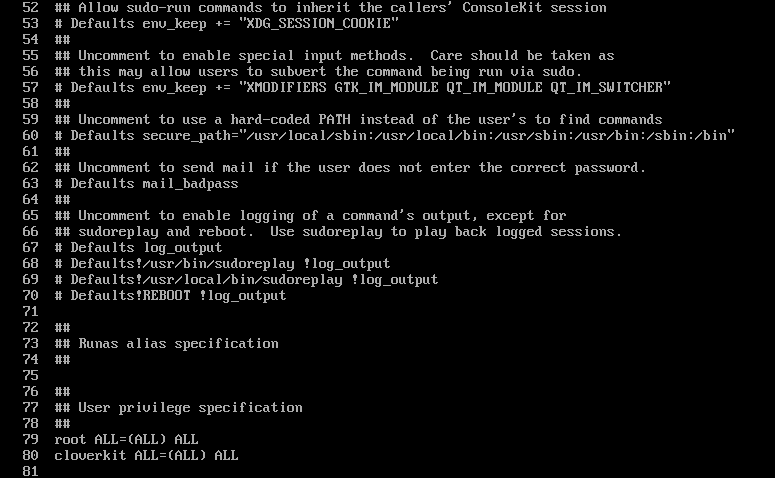 52 ## Allow sudo-run commands to inherit the callers' ConsoleKit session
53 # Defaults env_keep += "XDG_SESSION_COOKIE"
54 ##
55 ## Uncomment to enable special input methods.  Care should be taken as
56 ## this may allow users to subvert the command being run via sudo.
57 # Defaults env_keep += "XMODIFIERS GTK_IM_MODULE QT_IM_MODULE QT_IM_SWITCHER"
58 ##
59 ## Uncomment to use a hard-coded PATH instead of the user's to find commands
60 # Defaults secure_path="/usr/local/sbin:/usr/local/bin:/usr/sbin:/usr/bin:/sbin:/bin"
61 ##
62 ## Uncomment to send mail if the user does not enter the correct password.
63 # Defaults mail_badpass
64 ##
65 ## Uncomment to enable logging of a command's output, except for
66 ## sudoreplay and reboot.  Use sudoreplay to play back logged sessions.
67 # Defaults log_output
68 # Defaults!/usr/bin/sudoreplay !log_output
69 # Defaults!/usr/local/bin/sudoreplay !log_output
70 # Defaults!REBOOT !log_output
71
72 ##
73 ## Runas alias specification
74 ##
75
76 ##
77 ## User privilege specification
78 ##
79 root ALL=(ALL) ALL
80 cloverkit ALL=(ALL) ALL
81